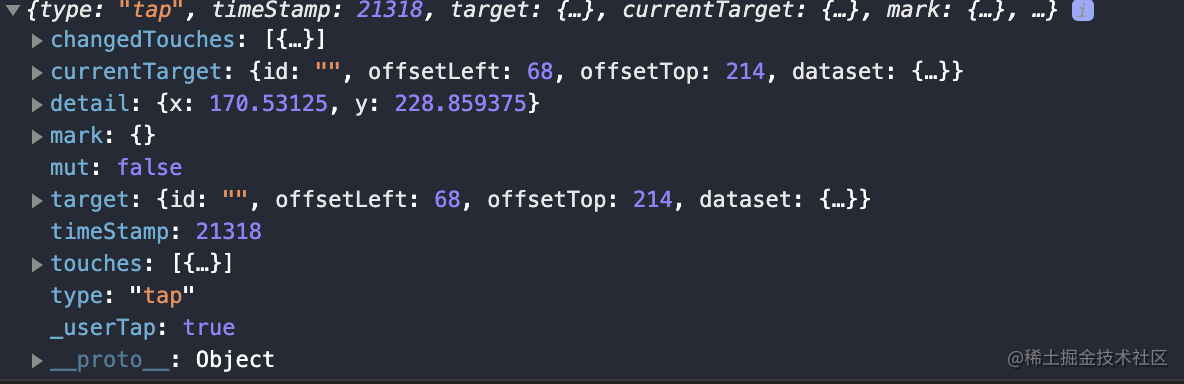 {type: "tap", timeStamp: 21318, target: {…}, currentTarget: {…}, mark: {…}, …} i
changedTouches: [{…}]
currentTarget: {id: "", offsetLeft: 68, offsetTop: 214, dataset: {…}}
detail: {x: 170.53125, y: 228.859375}
mark: {}
mut: false
target: {id: "", offsetLeft: 68, offsetTop: 214, dataset: {…}}
timeStamp: 21318
touches: [{…}]
type: "tap"
_userTap: true
__proto__: Object
@稀土掘金技术社区